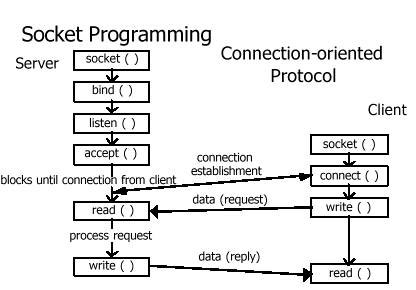 Socket Programming
Connection-oriented
Protocol
Server
socket ( )
bind ( )
listen ( )
accept ( )
blocks until connection from client
read ( )
process request
write ( )
connection
establishment
data (request)
data (reply)
Client
socket ( )
connect ( )
write ( )
read ( )